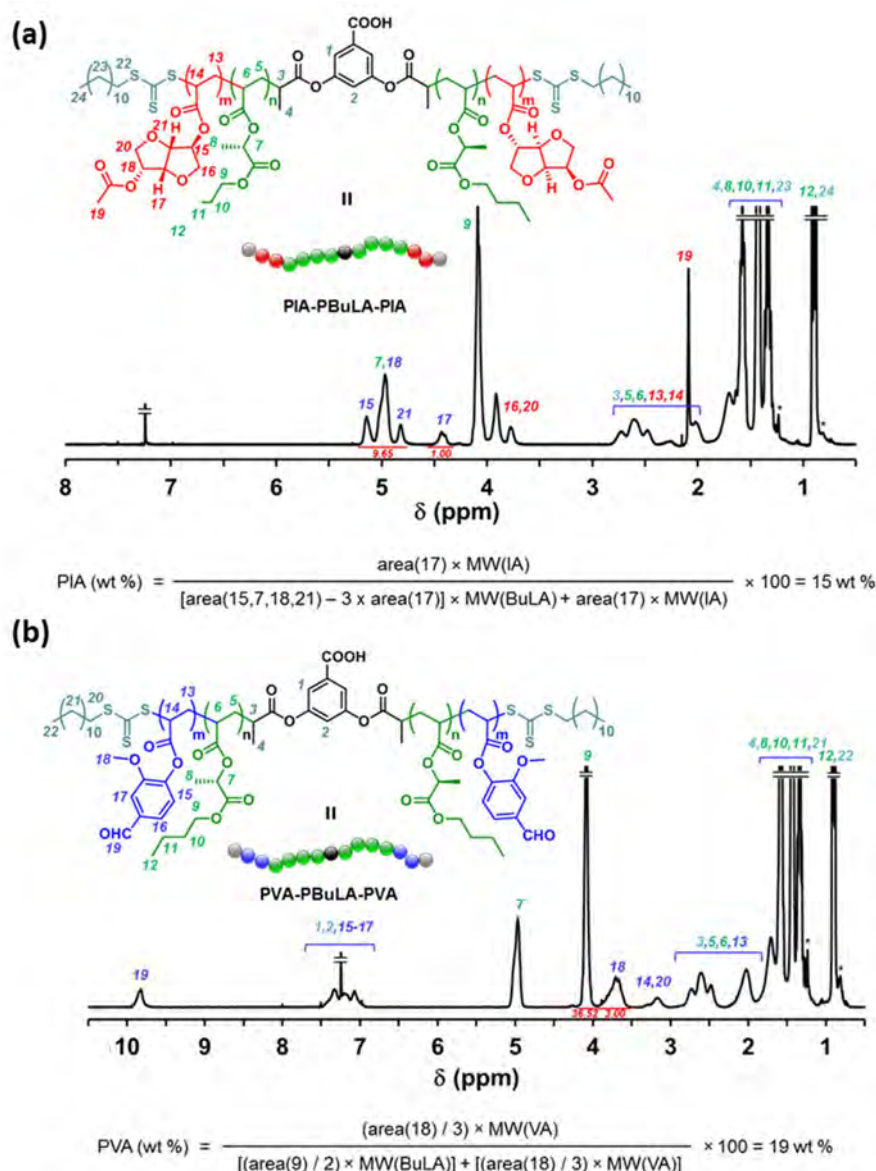 (a)
COOH
23 22 13 6 5 3 1 2
S S S S
24 10 14 m n 4 n m 10
21 H 8 7 15 20 18 16 H 17 19
9 11 10 12
II
PIA-PBuLA-PIA
9
4,8,10,11,23
12,24
19
7,18
15
21
17
16,20
3,5,6,13,14
*
*
9.65
1.00
8 7 6 5 4 3 2 1
δ (ppm)
PIA (wt %) = area(17) × MW(IA)
[area(15,7,18,21) – 3 x area(17)] × MW(BuLA) + area(17) × MW(IA)
× 100 = 15 wt %
(b)
COOH
21 20 13 6 5 3 1 2
22 10 14 m n 4 n m 10
18 O 8 7
17 15 9
OHC 16 11 10 CHO
19 12
II
PVA-PBuLA-PVA
9
4,8,10,11,21
12,22
1,2,15-17
7
19
18
14,20
3,5,6,13
*
*
36.52 3.00
10 9 8 7 6 5 4 3 2 1
δ (ppm)
PVA (wt %) = (area(18) / 3) × MW(VA)
[(area(9) / 2) × MW(BuLA)] + [(area(18) / 3) × MW(VA)]
× 100 = 19 wt %